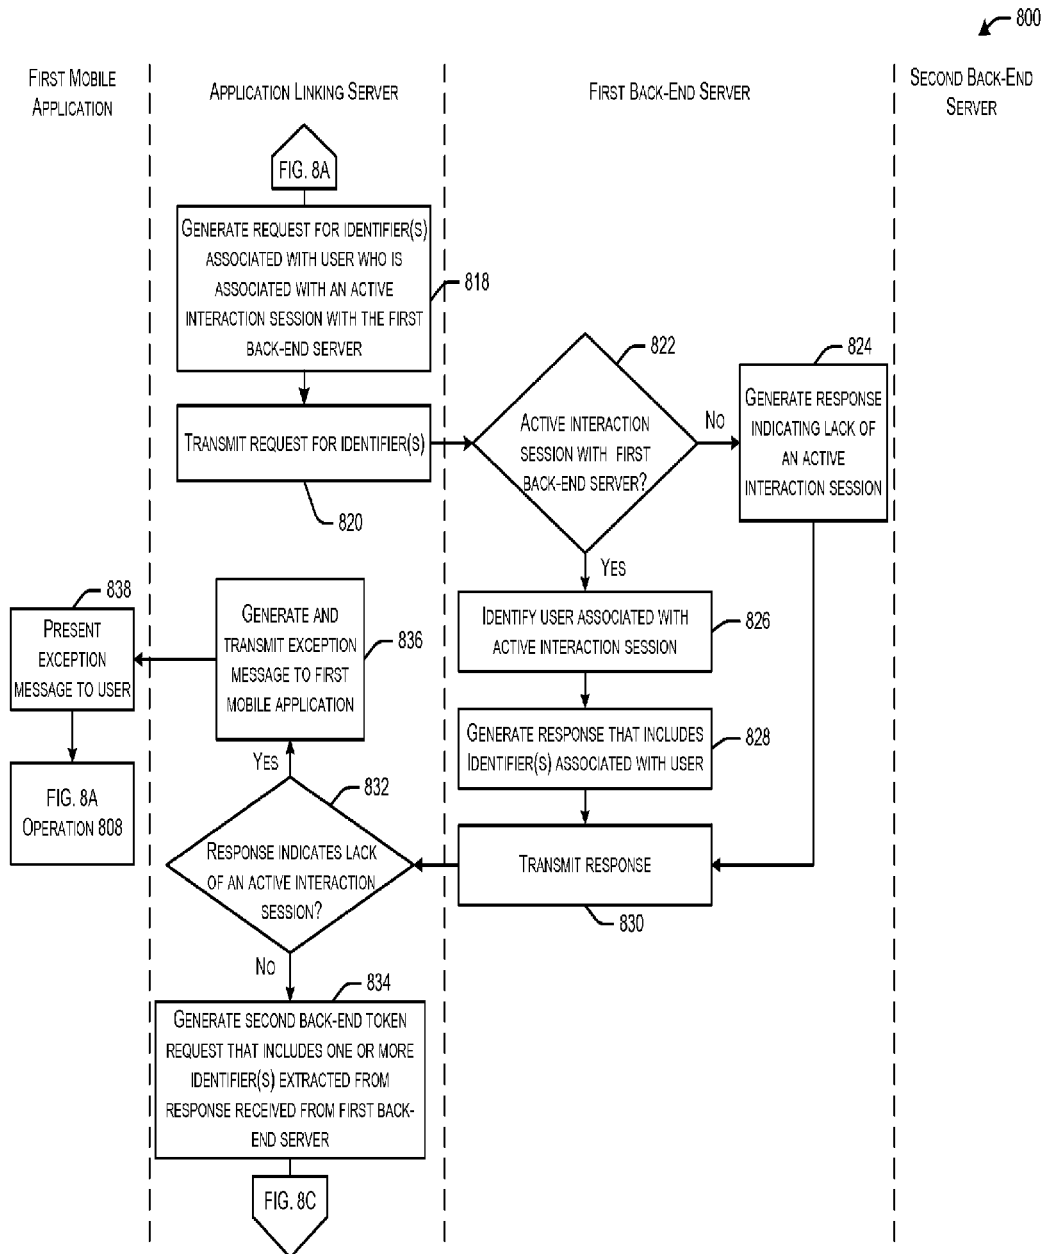 800
First Mobile
Application
Application Linking Server
First Back-End Server
Second Back-End
Server
FIG. 8A
Generate request for identifier(s)
associated with user who is
associated with an active
interaction session with the first
back-end server
818
Transmit request for identifier(s)
820
822
Active interaction
session with first
back-end server?
No
824
Generate response
indicating lack of
an active
interaction session
Yes
Identify user associated with
active interaction session
826
Generate response that includes
Identifier(s) associated with user
828
Transmit response
830
832
Response indicates lack
of an active interaction
session?
Yes
Generate and
transmit exception
message to first
mobile application
836
838
Present
exception
message to user
FIG. 8A
Operation 808
No
834
Generate second back-end token
request that includes one or more
identifier(s) extracted from
response received from first back-
end server
FIG. 8C